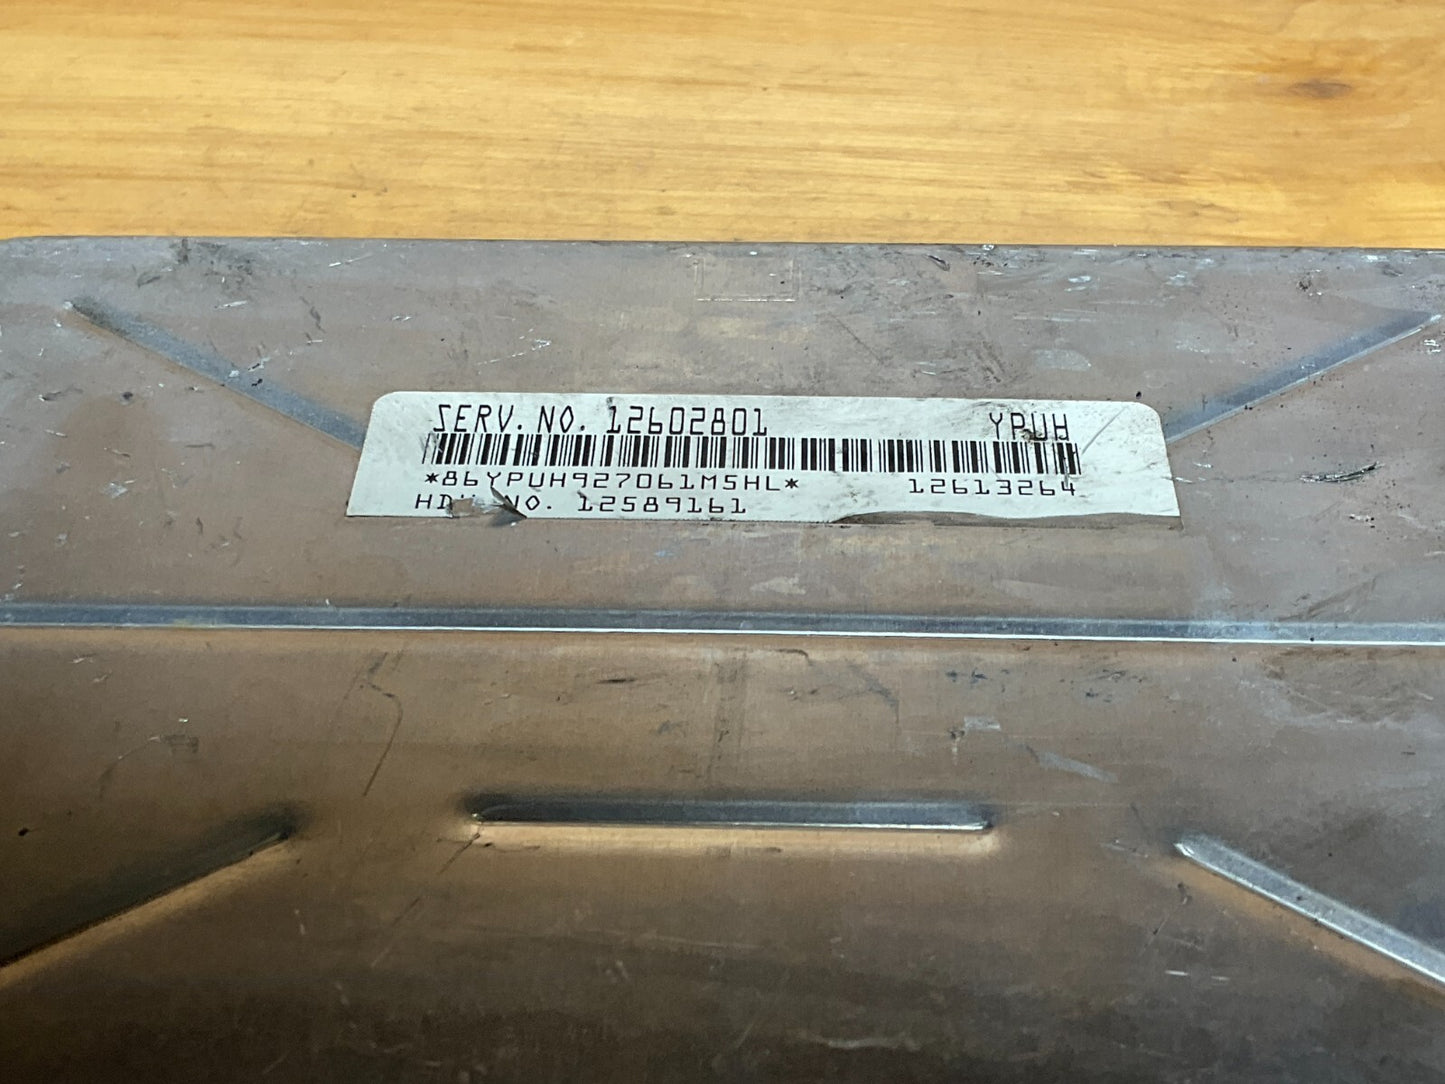 SERV. NO. 12602801 YPUH
*86YPUH927061M5HL* 12613264
NO. 12589161